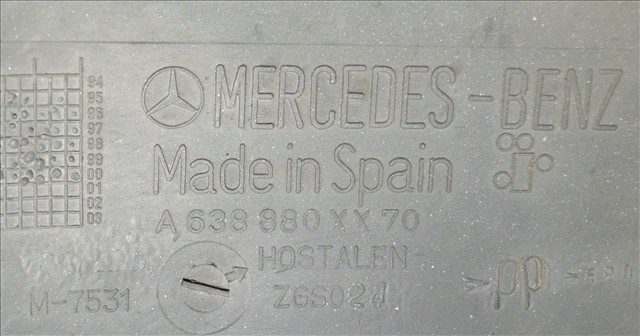 94
95
96
97
98
99
00
01
02
03
MERCEDES-BENZ
Made in Spain
A 638 880 XX 70
HOSTALEN
M-7531
ZGS024
>PP